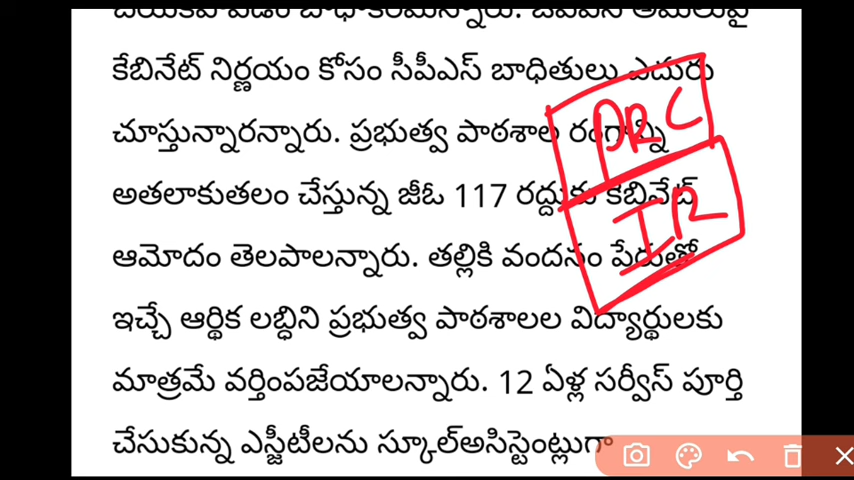 కేబినేట్ నిర్ణయం కోసం సీపీఎస్ బాధితులు ఎదురు
చూస్తున్నారన్నారు. ప్రభుత్వ పాఠశాల రంగాన్ని
DRC
అతలాకుతలం చేస్తున్న జీఓ 117 రద్దుకు కేబినేట్
IR
ఆమోదం తెలపాలన్నారు. తల్లికి వందనం పేరుతో
ఇచ్చే ఆర్థిక లబ్ధిని ప్రభుత్వ పాఠశాలల విద్యార్థులకు
మాత్రమే వర్తింపజేయాలన్నారు. 12 ఏళ్ల సర్వీస్ పూర్తి
చేసుకున్న ఎస్జీటీలను స్కూల్అసిస్టెంట్లుగా